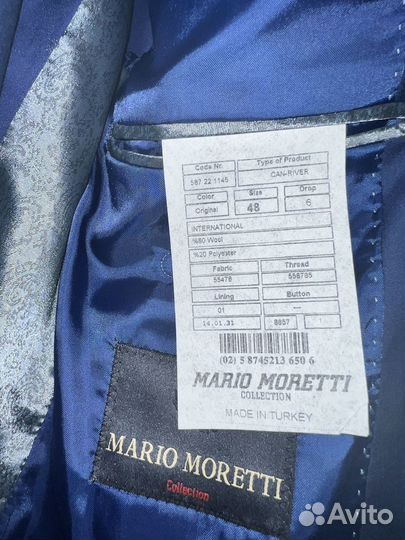 Code Nr. Type of Product
587 22 1145 CAN-RIVER
Color Size Drop
Original 48 6
INTERNATIONAL
%80 Wool
%20 Polyester
Fabric Thread
55476 558785
Lining Button
01 ---
14.01.31 8857
(02) 5 8745213 650 6
MARIO MORETTI
COLLECTION
MADE IN TURKEY
MARIO MORETTI
Collection
Avito